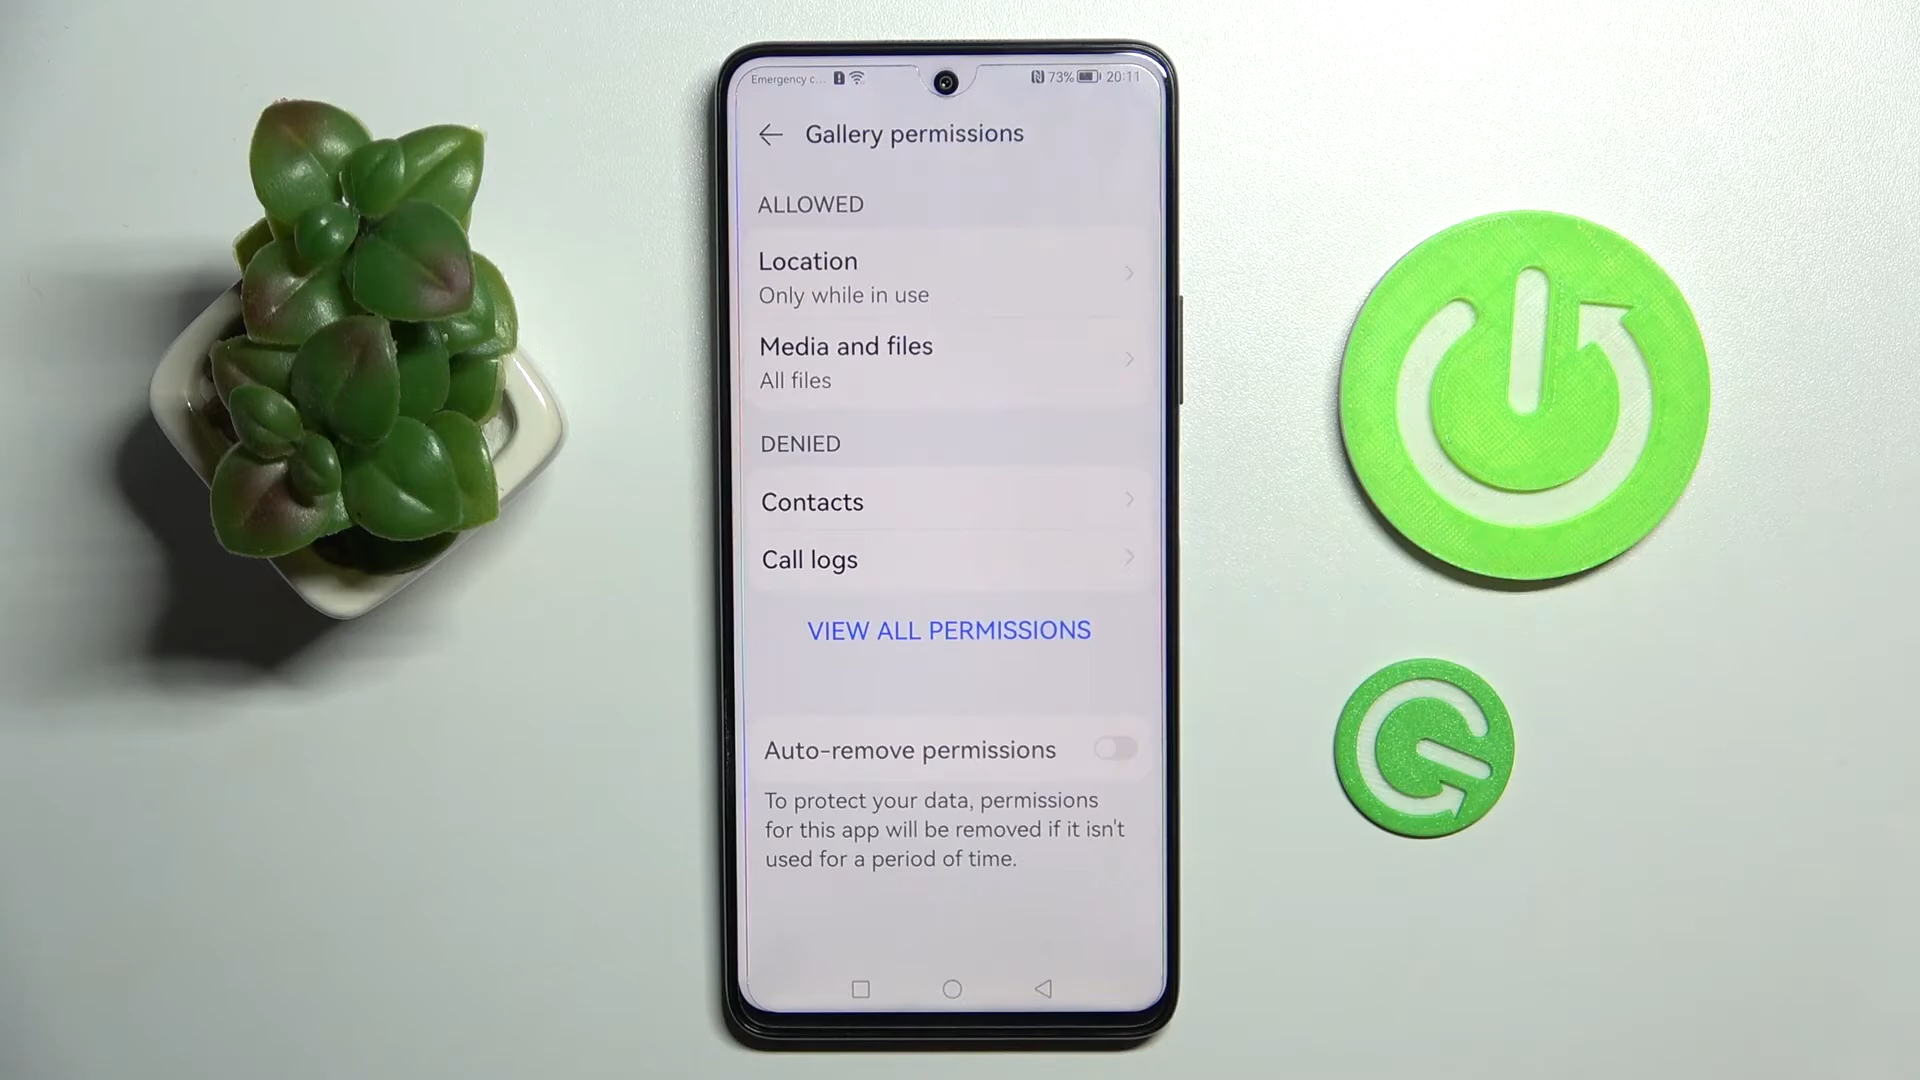 Emergency c... 73% 20:11
Gallery permissions
ALLOWED
Location
Only while in use
Media and files
All files
DENIED
Contacts
Call logs
VIEW ALL PERMISSIONS
Auto-remove permissions
To protect your data, permissions
for this app will be removed if it isn't
used for a period of time.